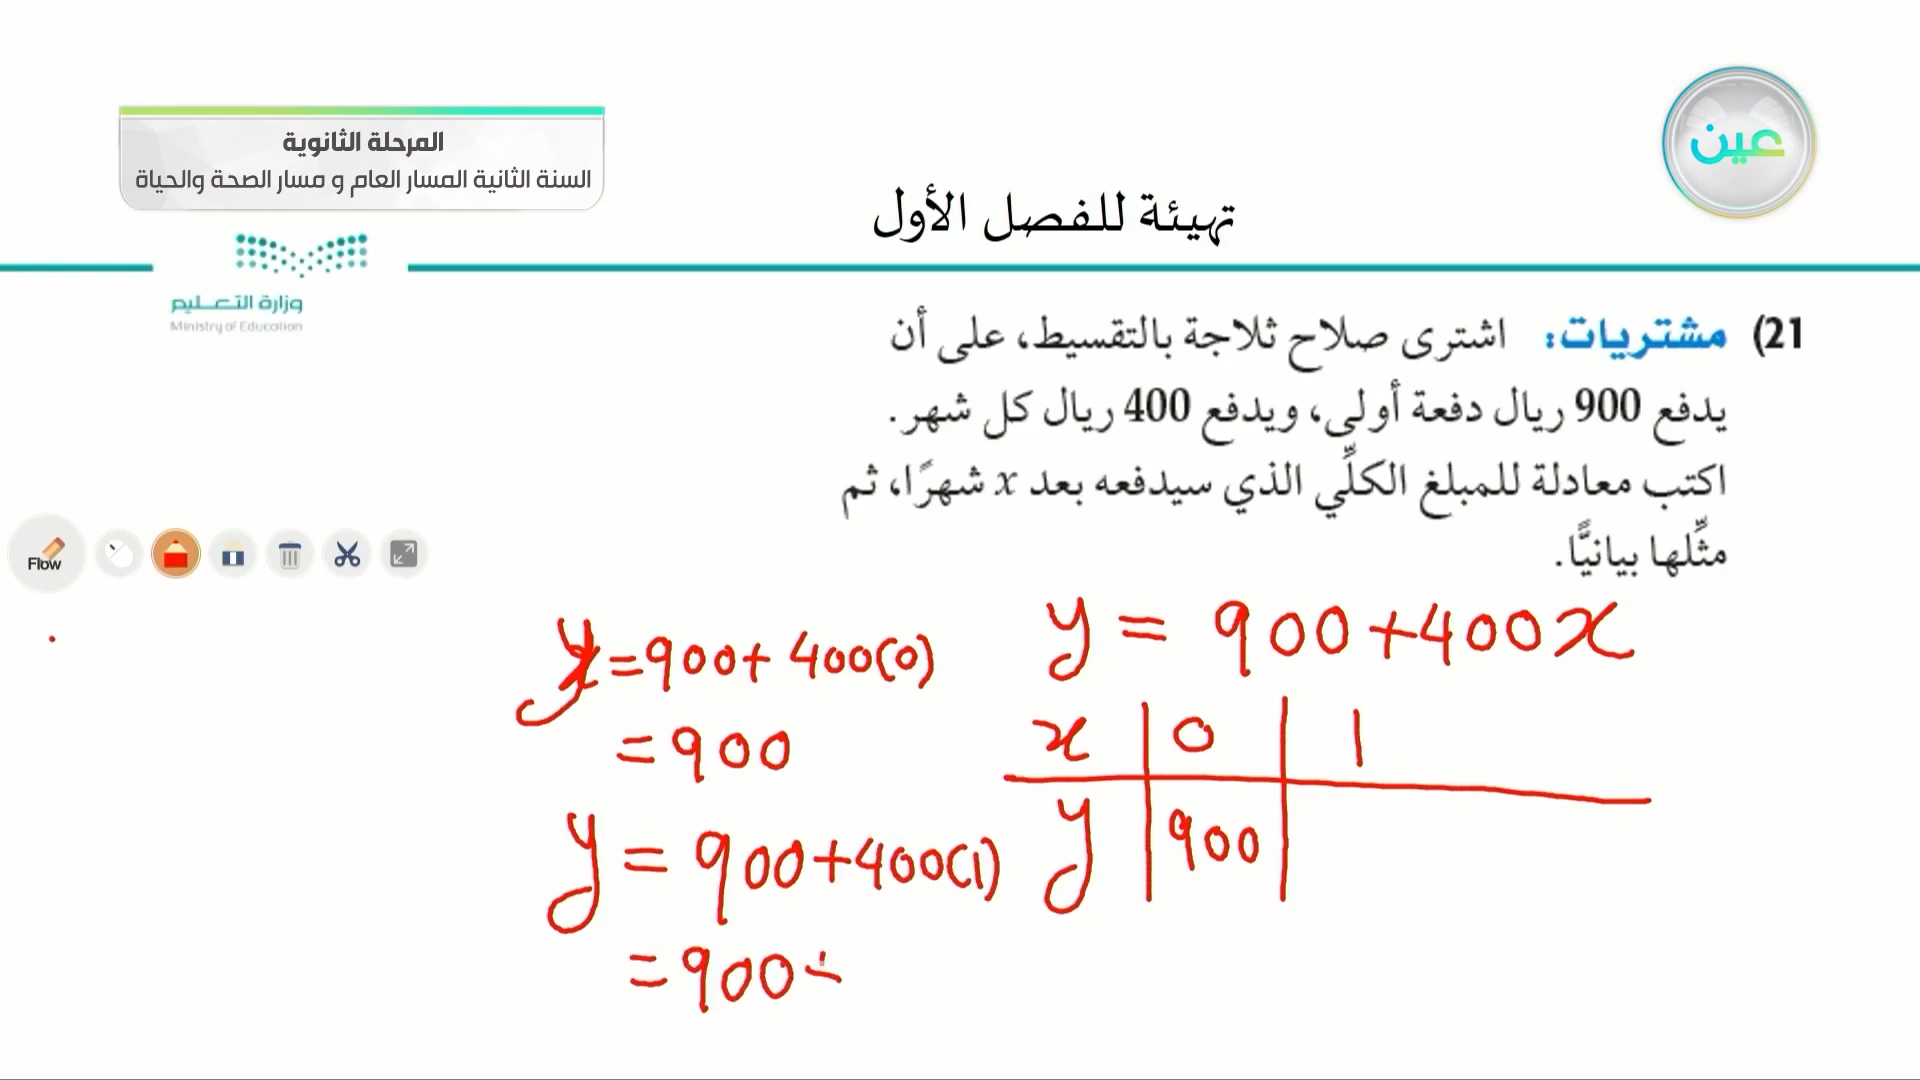 المرحلة الثانوية
السنة الثانية المسار العام و مسار الصحة والحياة
عين
تهيئة للفصل الأول
وزارة التعليم
Ministry of Education
21) مشتريات: اشترى صلاح ثلاجة بالتقسيط، على أن
يدفع 900 ريال دفعة أولى، ويدفع 400 ريال كل شهر.
اكتب معادلة للمبلغ الكلِّي الذي سيدفعه بعد x شهرًا، ثم
مثِّلها بيانيًّا.
Flow
y = 900+400x
x | 0 | 1
y | 900 |
y = 900+ 400(0)
= 900
y = 900+400(1)
= 900+